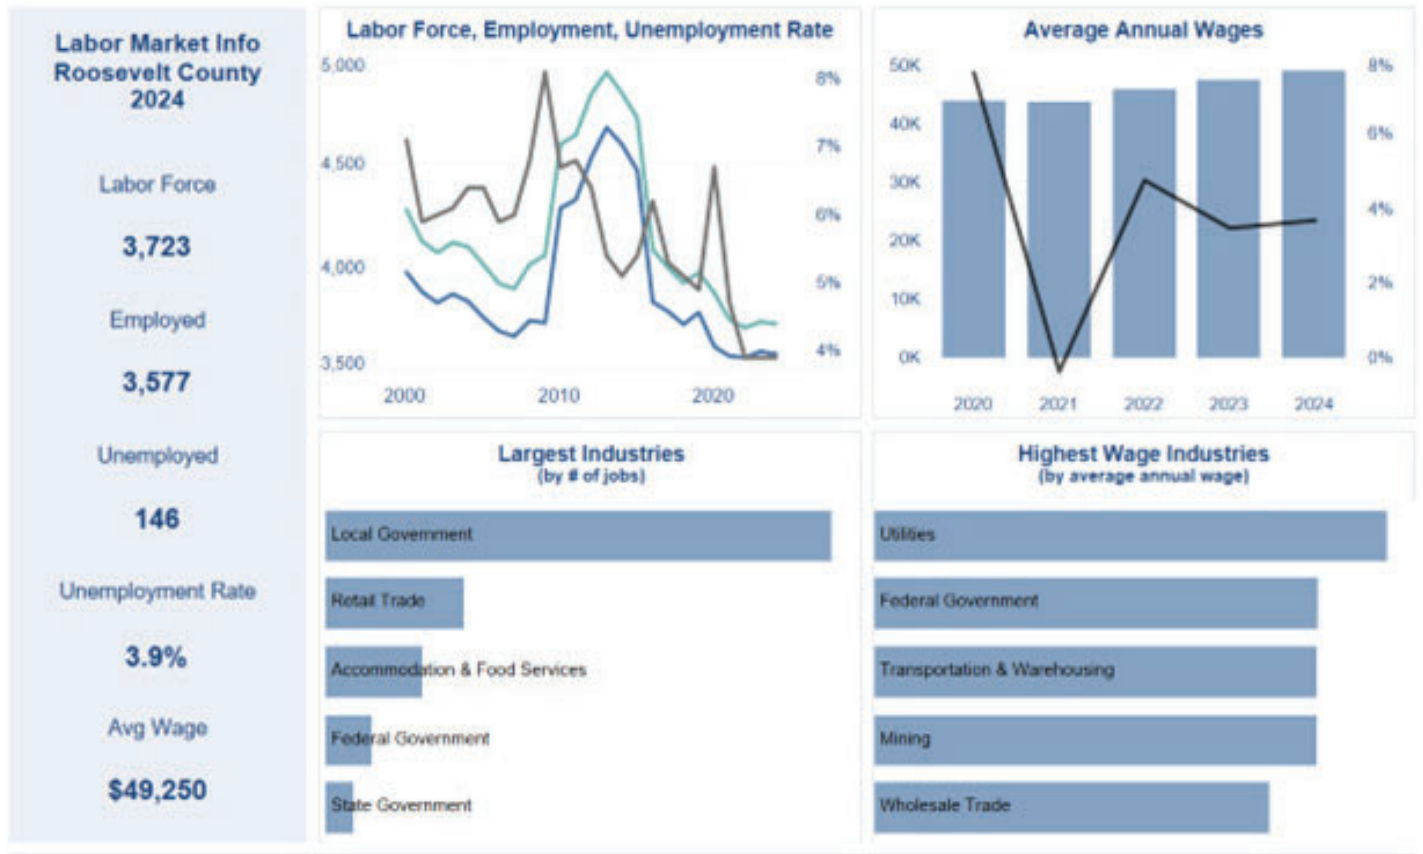 Labor Market Info
Roosevelt County
2024
Labor Force
3,723
Employed
3,577
Unemployed
146
Unemployment Rate
3.9%
Avg Wage
$49,250
Labor Force, Employment, Unemployment Rate
5,000
4,500
4,000
3,500
8%
7%
6%
5%
4%
2000 2010 2020
Average Annual Wages
50K
40K
30K
20K
10K
0K
8%
6%
4%
2%
0%
2020 2021 2022 2023 2024
Largest Industries
(by # of jobs)
Local Government
Retail Trade
Accommodation & Food Services
Federal Government
State Government
Highest Wage Industries
(by average annual wage)
Utilities
Federal Government
Transportation & Warehousing
Mining
Wholesale Trade